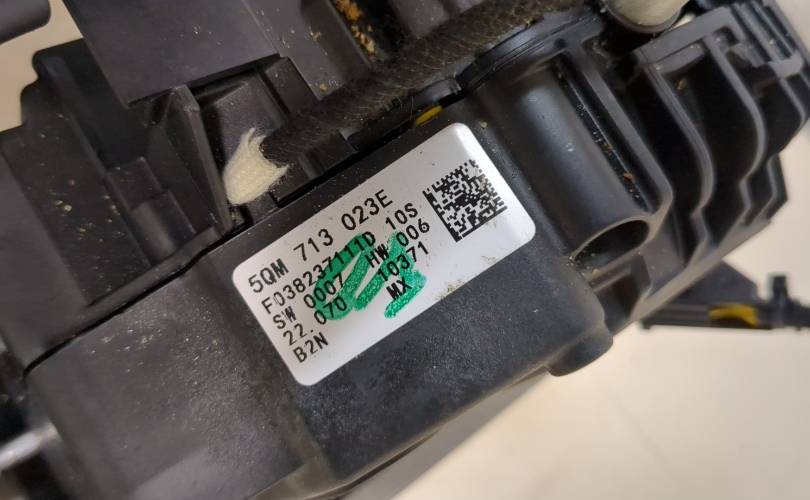 5QM 713 023E
F038237111D 10S
SW 0007 HW 006
22.070 10371
B2N MX